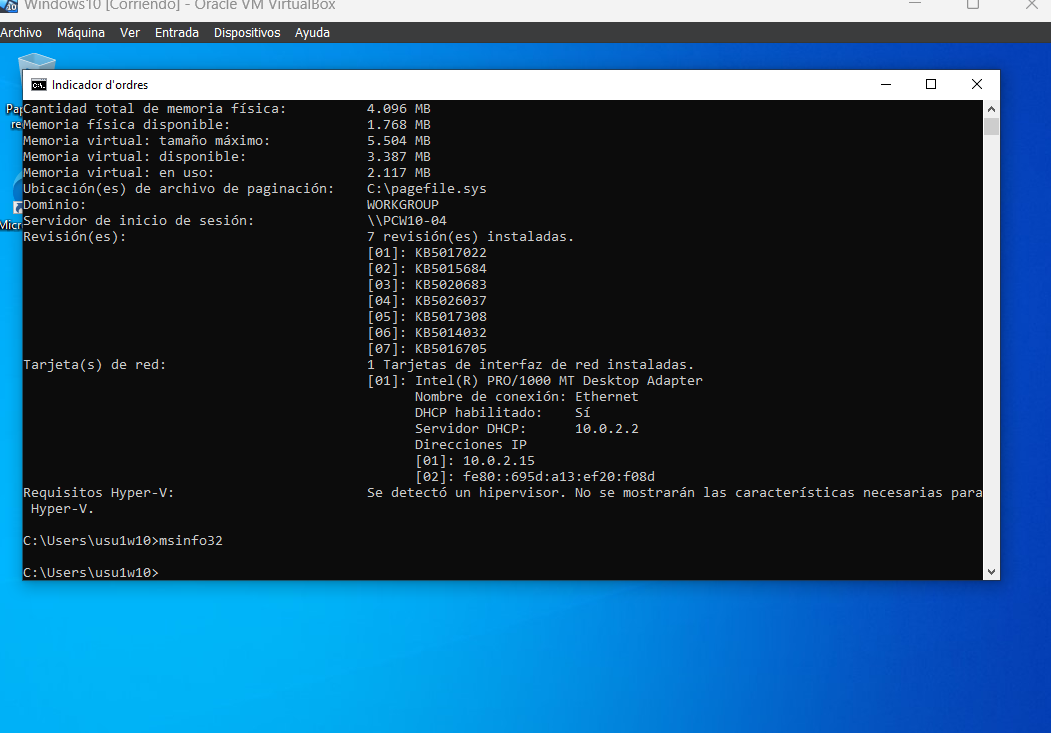 Windows10 [Corriendo] - Oracle VM VirtualBox
Archivo Máquina Ver Entrada Dispositivos Ayuda
Indicador d'ordres
Cantidad total de memoria física: 4.096 MB
Memoria física disponible: 1.768 MB
Memoria virtual: tamaño máximo: 5.504 MB
Memoria virtual: disponible: 3.387 MB
Memoria virtual: en uso: 2.117 MB
Ubicación(es) de archivo de paginación: C:\pagefile.sys
Dominio: WORKGROUP
Servidor de inicio de sesión: \\PCW10-04
Revisión(es): 7 revisión(es) instaladas.
[01]: KB5017022
[02]: KB5015684
[03]: KB5020683
[04]: KB5026037
[05]: KB5017308
[06]: KB5014032
[07]: KB5016705
Tarjeta(s) de red: 1 Tarjetas de interfaz de red instaladas.
[01]: Intel(R) PRO/1000 MT Desktop Adapter
Nombre de conexión: Ethernet
DHCP habilitado: Sí
Servidor DHCP: 10.0.2.2
Direcciones IP
[01]: 10.0.2.15
[02]: fe80::695d:a13:ef20:f08d
Requisitos Hyper-V: Se detectó un hipervisor. No se mostrarán las características necesarias para
Hyper-V.
C:\Users\usu1w10>msinfo32
C:\Users\usu1w10>